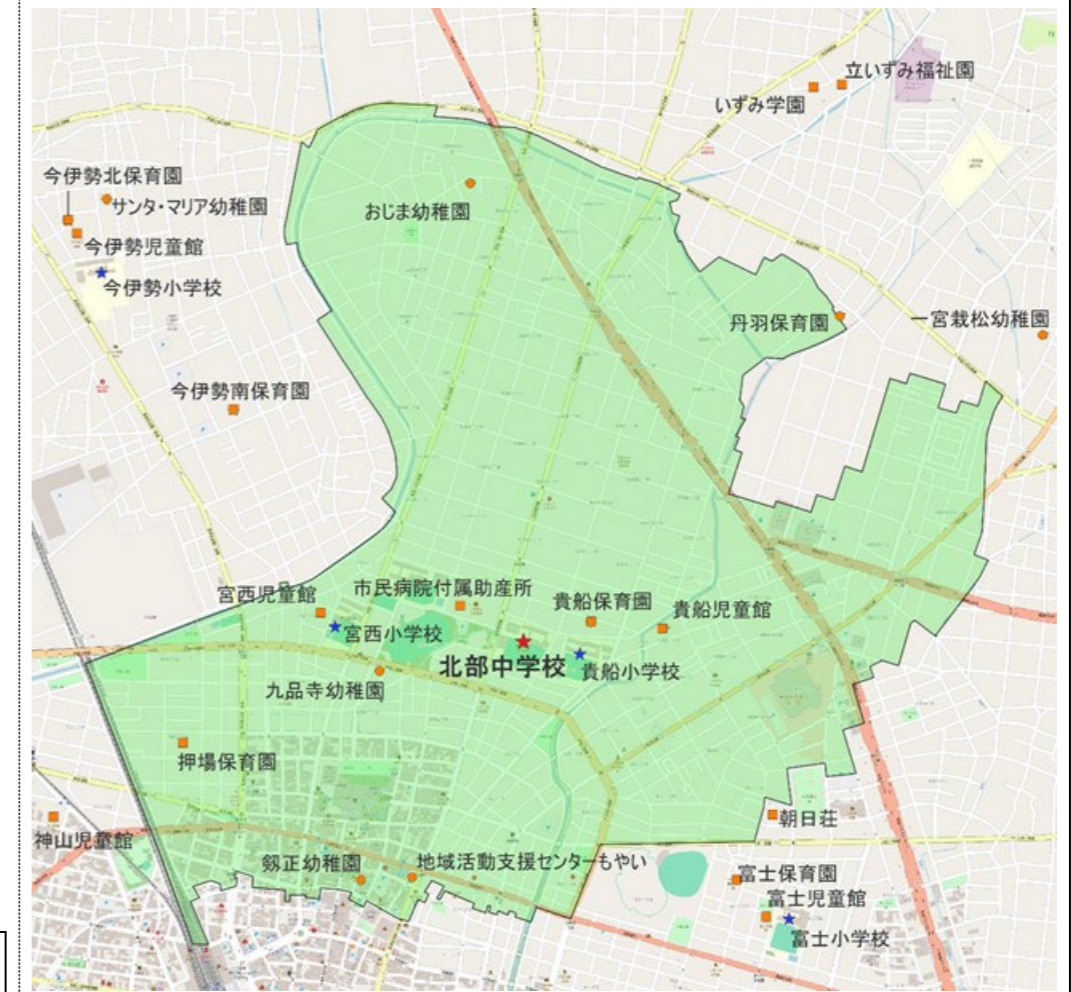 立いずみ福祉園
いずみ学園
今伊勢北保育園
サンタ・マリア幼稚園
おじま幼稚園
今伊勢児童館
今伊勢小学校
丹羽保育園
一宮栽松幼稚園
今伊勢南保育園
宮西児童館
市民病院付属助産所
貴船保育園
貴船児童館
宮西小学校
北部中学校
貴船小学校
九品寺幼稚園
押場保育園
朝日荘
神山児童館
剱正幼稚園
地域活動支援センターもやい
富士保育園
富士児童館
富士小学校